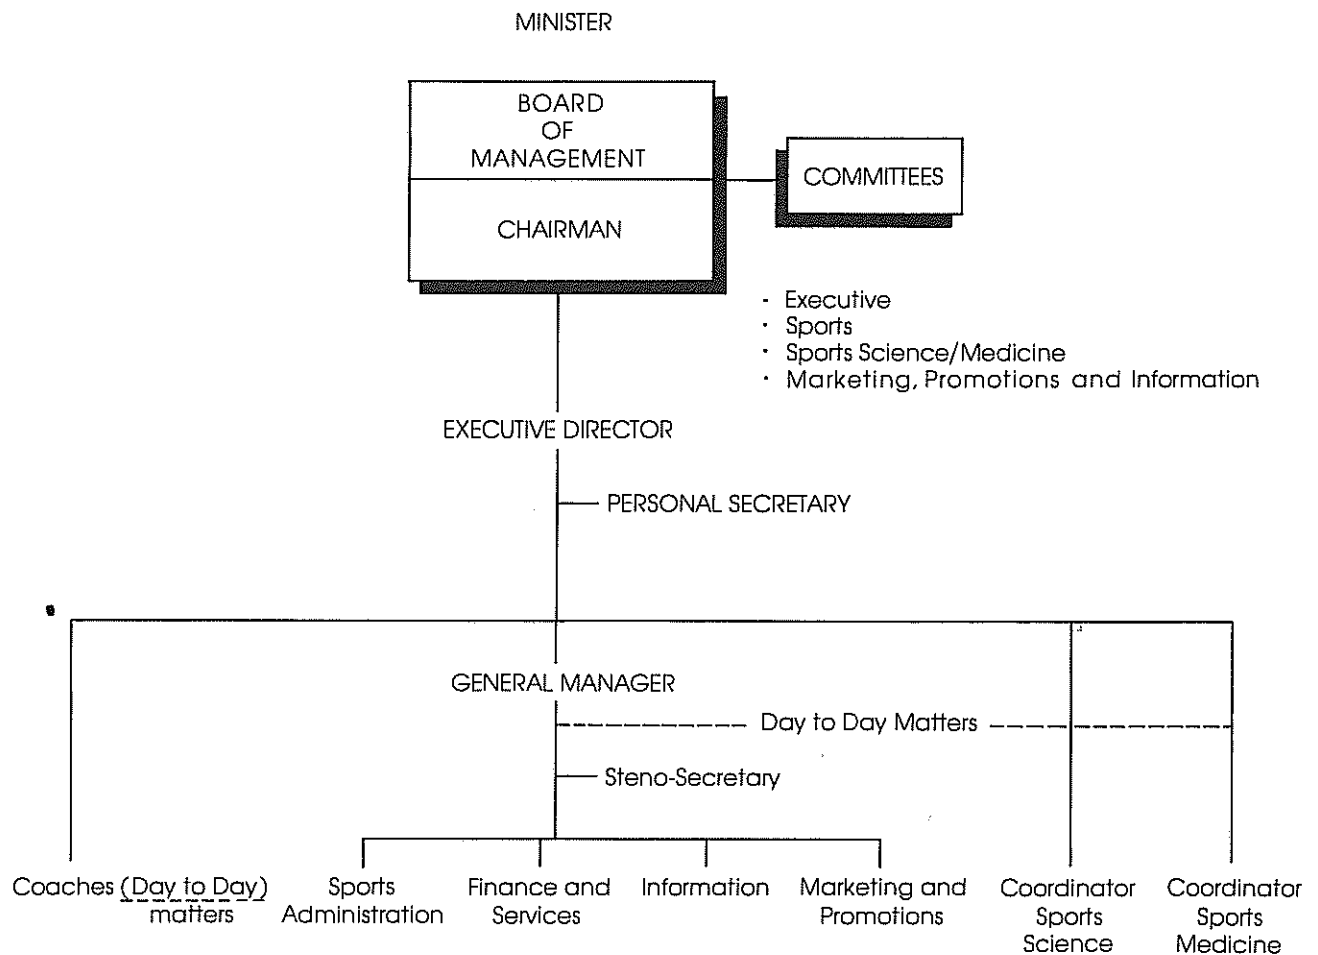 MINISTER
BOARD
OF
MANAGEMENT
COMMITTEES
CHAIRMAN
· Executive
· Sports
· Sports Science/Medicine
· Marketing, Promotions and Information
EXECUTIVE DIRECTOR
PERSONAL SECRETARY
GENERAL MANAGER
Day to Day Matters
Steno-Secretary
Coaches (Day to Day)
matters
Sports
Administration
Finance and
Services
Information
Marketing and
Promotions
Coordinator
Sports
Science
Coordinator
Sports
Medicine